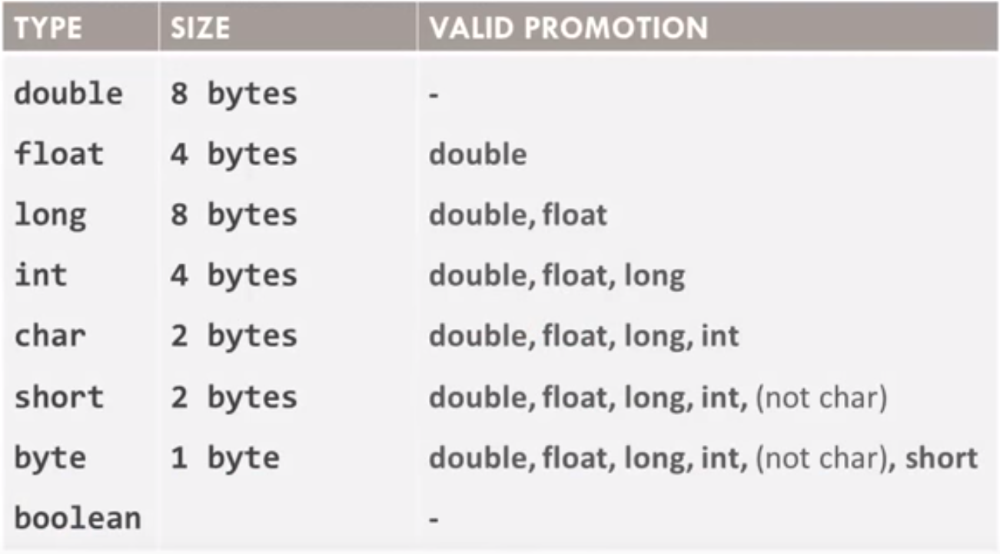 TYPE SIZE VALID PROMOTION
double 8 bytes -
float 4 bytes double
long 8 bytes double, float
int 4 bytes double, float, long
char 2 bytes double, float, long, int
short 2 bytes double, float, long, int, (not char)
byte 1 byte double, float, long, int, (not char), short
boolean -